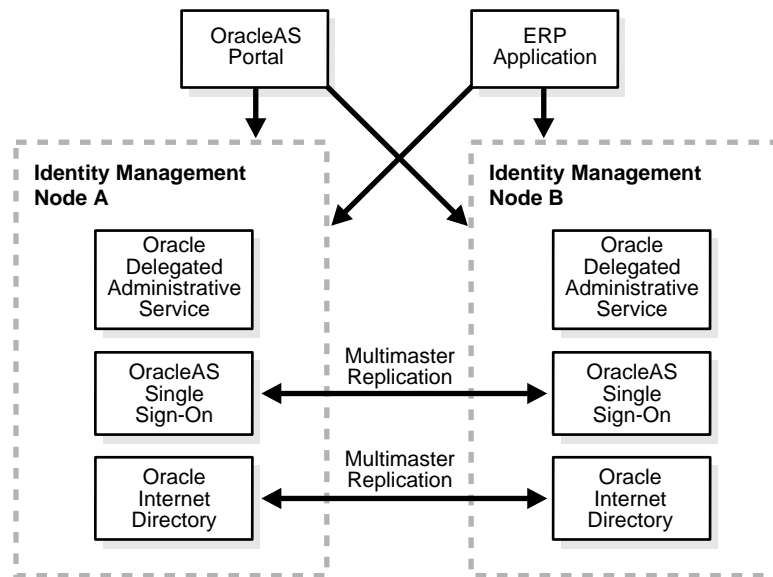 OracleAS
Portal
ERP
Application
Identity Management
Node A
Identity Management
Node B
Oracle
Delegated
Administrative
Service
Oracle
Delegated
Administrative
Service
OracleAS
Single
Sign-On
Multimaster
Replication
OracleAS
Single
Sign-On
Oracle
Internet
Directory
Multimaster
Replication
Oracle
Internet
Directory